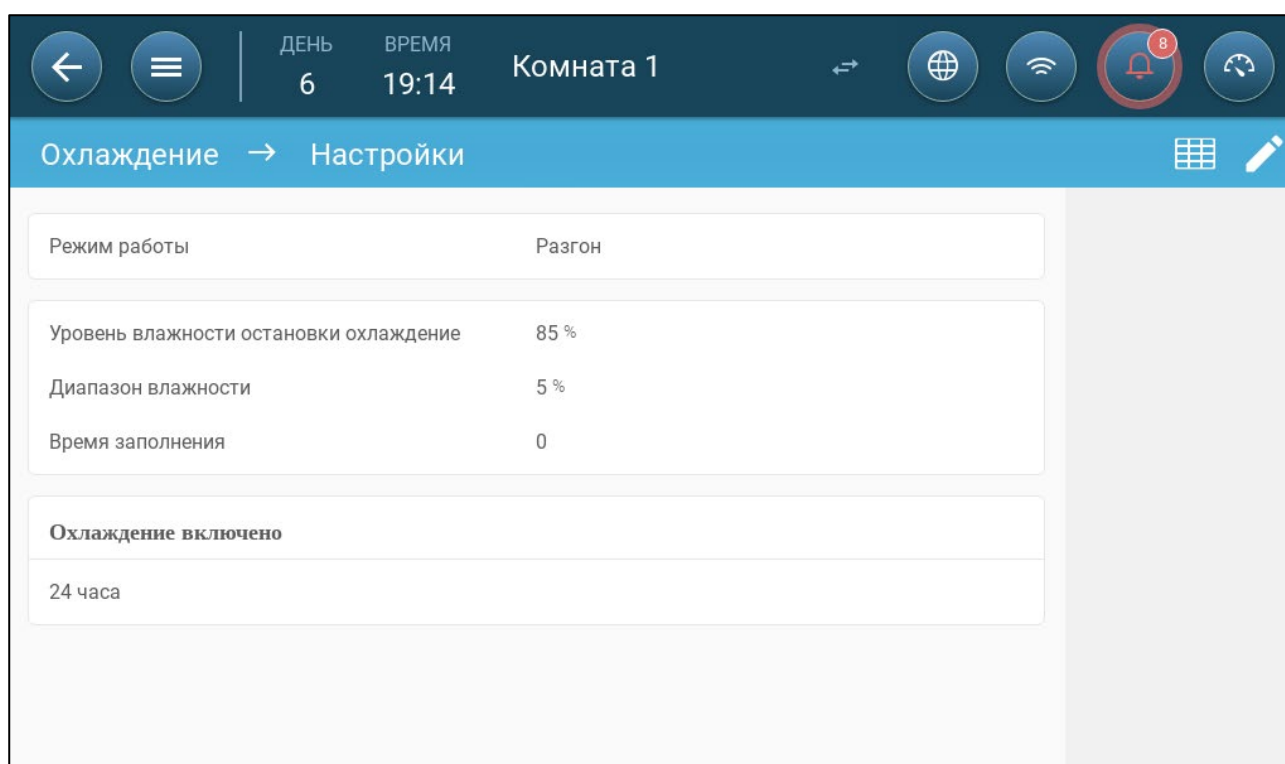 ДЕНЬ ВРЕМЯ
6 19:14 Комната 1 8
Охлаждение → Настройки
Режим работы Разгон
Уровень влажности остановки охлаждение 85 %
Диапазон влажности 5 %
Время заполнения 0
Охлаждение включено
24 часа